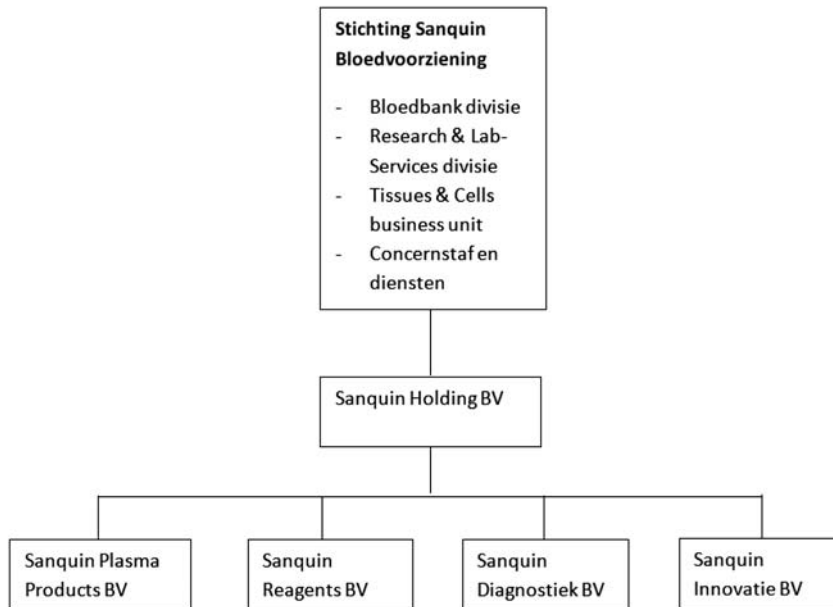 Stichting Sanquin
Bloedvoorziening
- Bloedbank divisie
- Research & Lab-
Services divisie
- Tissues & Cells
business unit
- Concernstaf en
diensten
Sanquin Holding BV
Sanquin Plasma
Products BV
Sanquin
Reagents BV
Sanquin
Diagnostiek BV
Sanquin
Innovatie BV